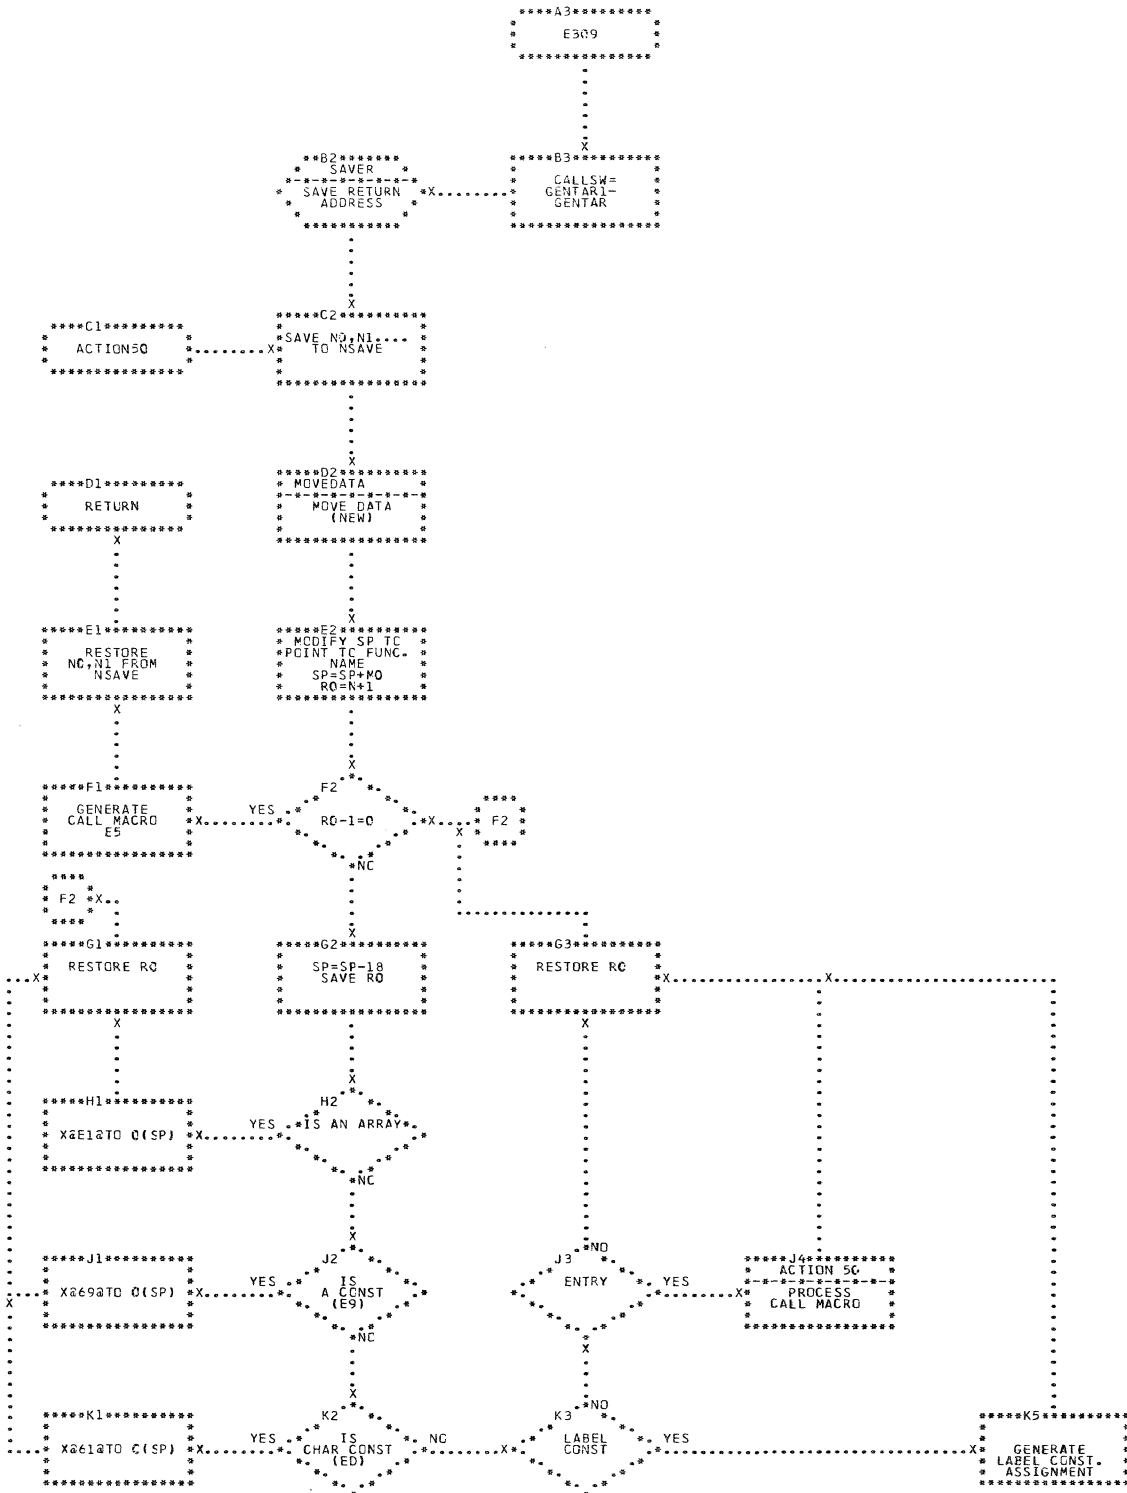 A3
E309
B2
SAVER
SAVE RETURN
ADDRESS
B3
CALLSW=
GENTAR1-
GENTAR
C1
ACTION50
C2
SAVE N0,N1....
TO NSAVE
D1
RETURN
D2
MOVEDATA
MOVE DATA
(NEW)
E1
RESTORE
N0,N1 FROM
NSAVE
E2
MODIFY SP TO
POINT TO FUNC.
NAME
SP=SP+M0
R0=N+1
F1
GENERATE
CALL MACRO
E5
YES
F2
R0-1=0
NO
F2
F2
G1
RESTORE R0
G2
SP=SP-18
SAVE R0
G3
RESTORE R0
H1
X@E1@TO 0(SP)
YES
H2
IS AN ARRAY
NO
J1
X@69@TO 0(SP)
YES
J2
IS
A CONST
(E9)
NO
J3
NO
ENTRY
YES
J4
ACTION 50
PROCESS
CALL MACRO
K1
X@61@TO 0(SP)
YES
K2
IS
CHAR CONST
(ED)
NO
K3
NO
LABEL
CONST
YES
K5
GENERATE
LABEL CONST.
ASSIGNMENT